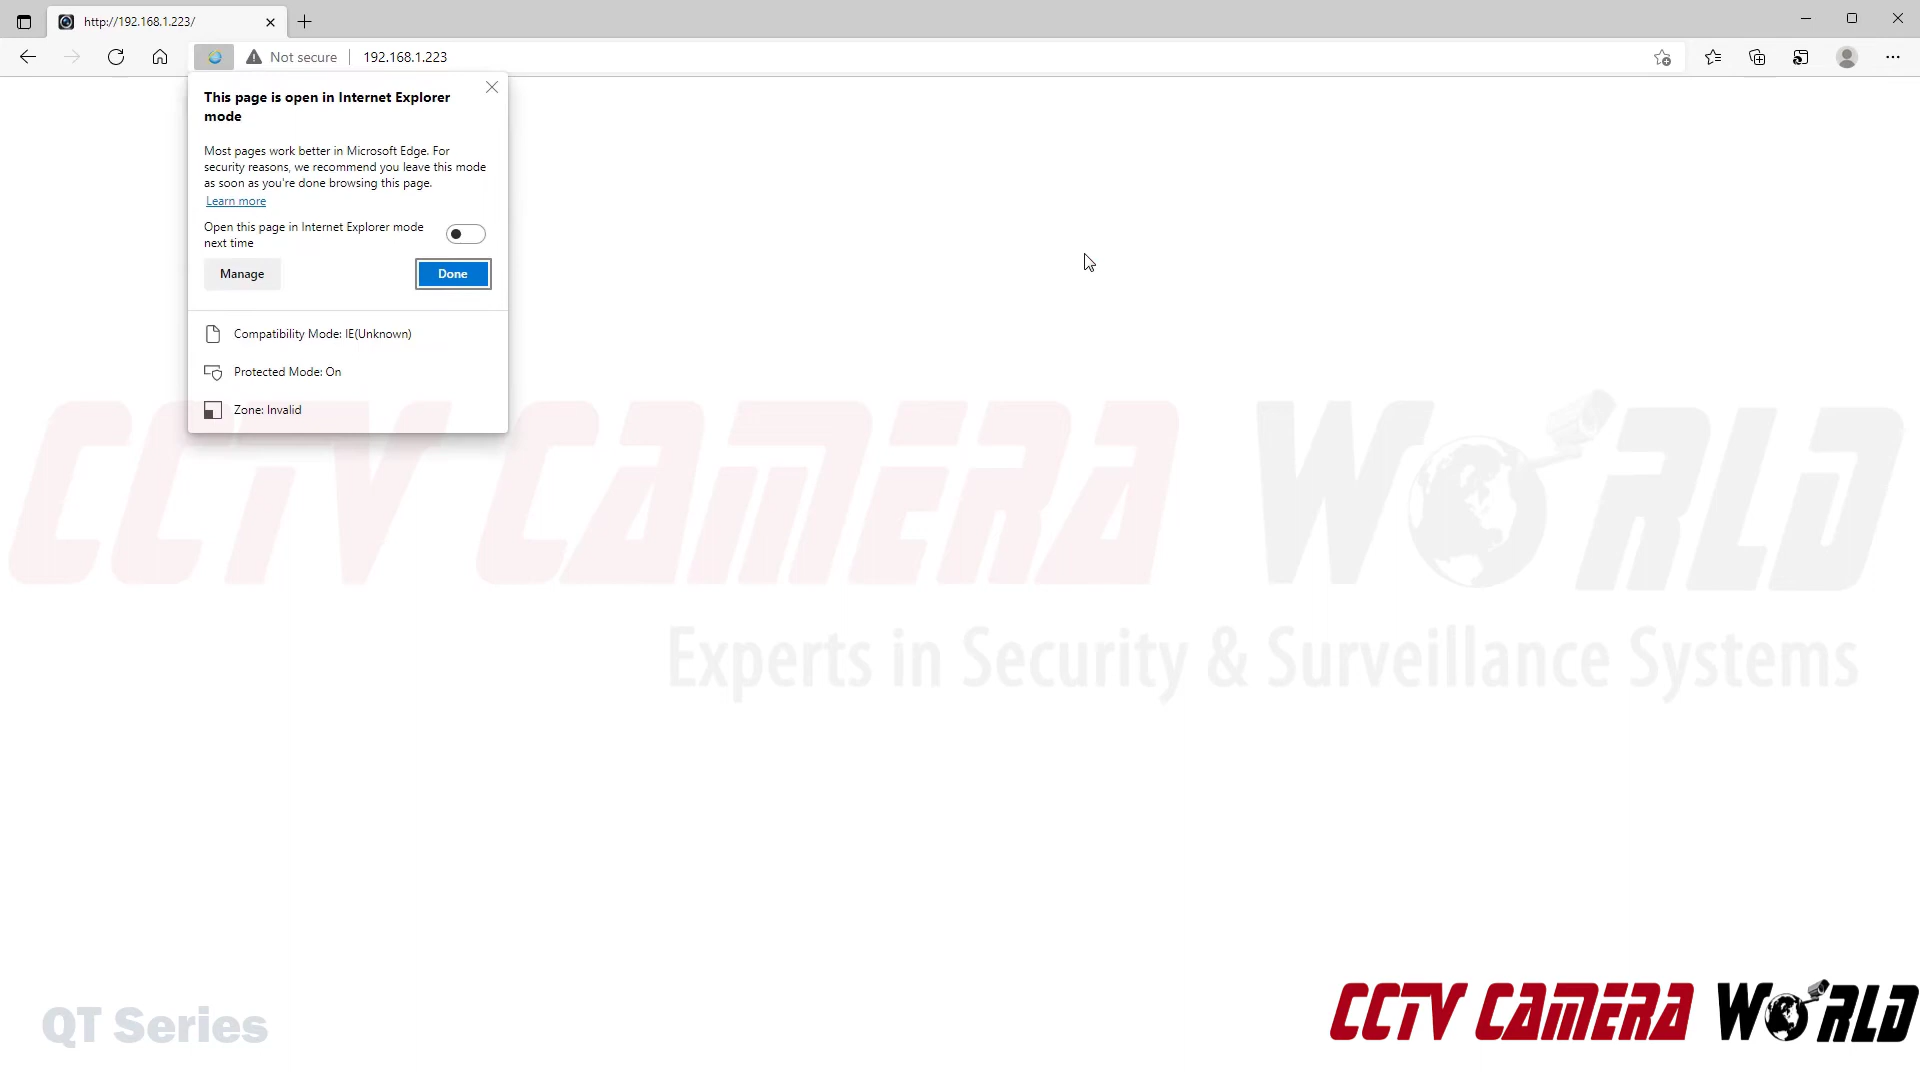 http://192.168.1.223/
Not secure
192.168.1.223
This page is open in Internet Explorer
mode
Most pages work better in Microsoft Edge. For
security reasons, we recommend you leave this mode
as soon as you're done browsing this page.
Learn more
Open this page in Internet Explorer mode
next time
Manage
Done
Compatibility Mode: IE(Unknown)
Protected Mode: On
Zone: Invalid
CCTV CAMERA WORLD
Experts in Security & Surveillance Systems
QT Series
CCTV CAMERA WORLD